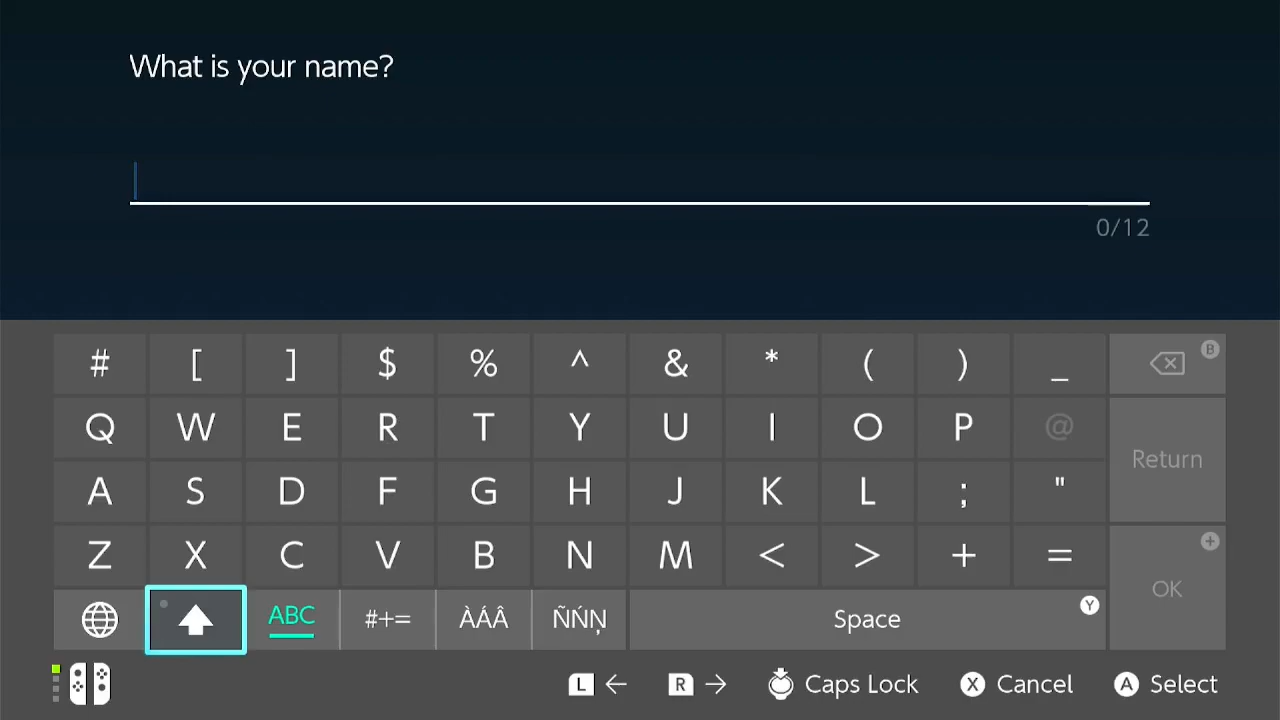 What is your name?
0/12
# [ ] $ % ^ & * ( ) _ B
Q W E R T Y U I O P @ Return
A S D F G H J K L ; "
Z X C V B N M < > + = + OK
ABC #+= ÀÁÂ ÑŃŅ Space Y
L ← R → Caps Lock X Cancel A Select